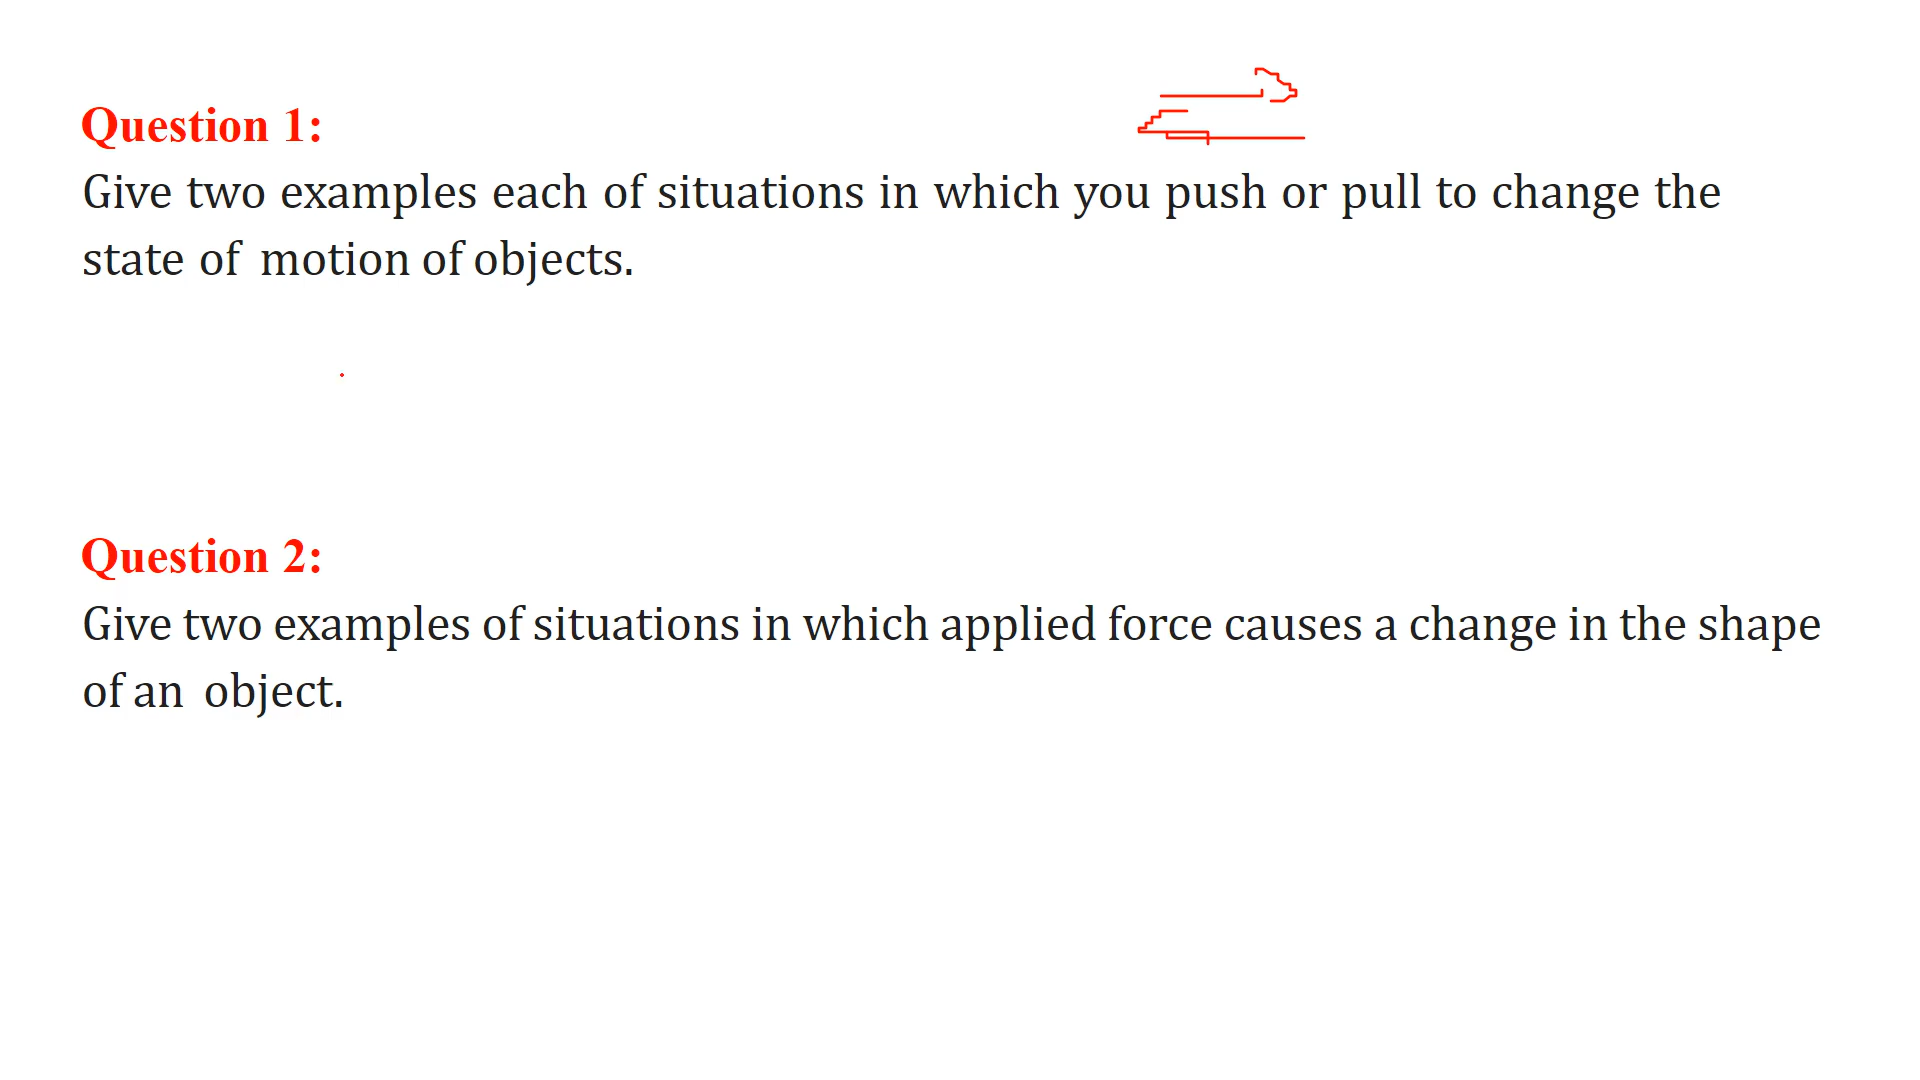 Question 1:
Give two examples each of situations in which you push or pull to change the
state of motion of objects.
Question 2:
Give two examples of situations in which applied force causes a change in the shape
of an object.